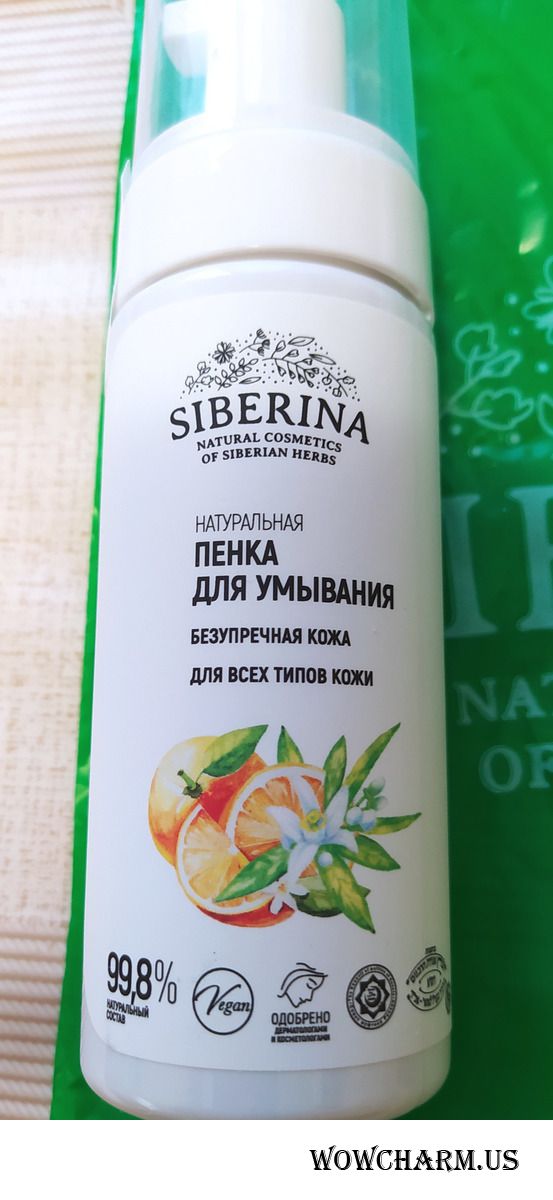 SIBERINA
NATURAL COSMETICS
OF SIBERIAN HERBS
НАТУРАЛЬНАЯ
ПЕНКА
ДЛЯ УМЫВАНИЯ
БЕЗУПРЕЧНАЯ КОЖА
ДЛЯ ВСЕХ ТИПОВ КОЖИ
99,8%
НАТУРАЛЬНЫЙ
СОСТАВ
Vegan
ОДОБРЕНО
ДЕРМАТОЛОГАМИ
И КОСМЕТОЛОГАМИ
WOWCHARM.US